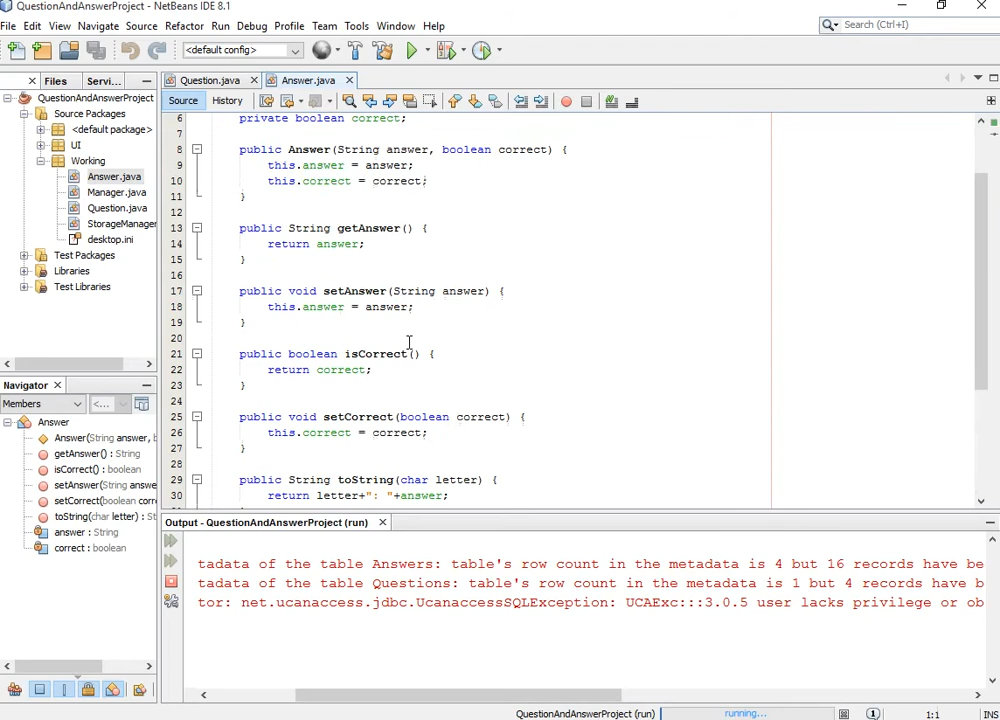 QuestionAndAnswerProject - NetBeans IDE 8.1
File Edit View Navigate Source Refactor Run Debug Profile Team Tools Window Help
Search (Ctrl+I)
<default config>
Files Servi...
Question.java Answer.java
QuestionAndAnswerProject
Source Packages
<default package>
UI
Working
Answer.java
Manager.java
Question.java
StorageManager
desktop.ini
Test Packages
Libraries
Test Libraries
Source History
6 private boolean correct;
7
8 public Answer(String answer, boolean correct) {
9 this.answer = answer;
10 this.correct = correct;
11 }
12
13 public String getAnswer() {
14 return answer;
15 }
16
17 public void setAnswer(String answer) {
18 this.answer = answer;
19 }
20
21 public boolean isCorrect() {
22 return correct;
23 }
24
25 public void setCorrect(boolean correct) {
26 this.correct = correct;
27 }
28
29 public String toString(char letter) {
30 return letter+": "+answer;
Navigator
Members <...
Answer
Answer(String answer, b
getAnswer() : String
isCorrect() : boolean
setAnswer(String answer
setCorrect(boolean corr
toString(char letter) : St
answer : String
correct : boolean
Output - QuestionAndAnswerProject (run)
tadata of the table Answers: table's row count in the metadata is 4 but 16 records have be
tadata of the table Questions: table's row count in the metadata is 1 but 4 records have b
tor: net.ucanaccess.jdbc.UcanaccessSQLException: UCAExc:::3.0.5 user lacks privilege or ob
QuestionAndAnswerProject (run) running... 1 1:1 INS